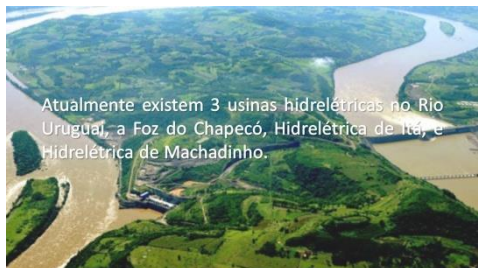 Atualmente existem 3 usinas hidrelétricas no Rio
Uruguai, a Foz do Chapecó, Hidrelétrica de Itá, e
Hidrelétrica de Machadinho.